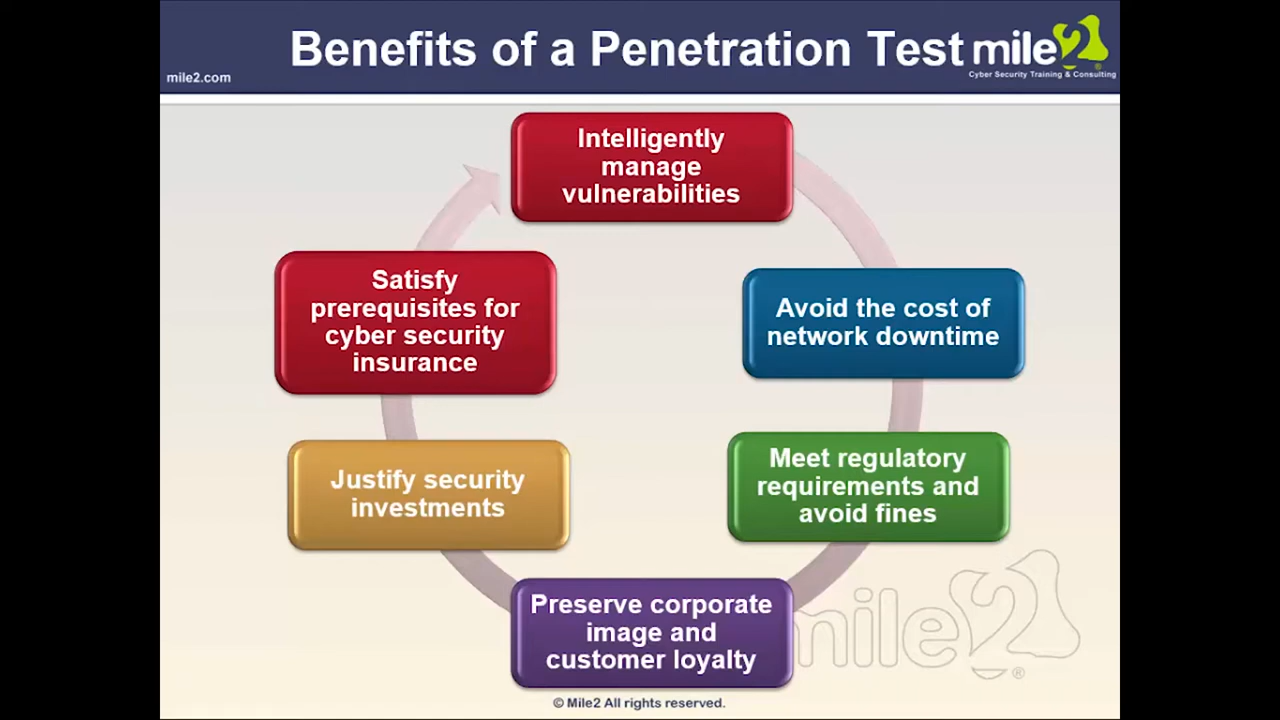 Benefits of a Penetration Test
mile2
Cyber Security Training & Consulting
mile2.com
Intelligently
manage
vulnerabilities
Avoid the cost of
network downtime
Meet regulatory
requirements and
avoid fines
Preserve corporate
image and
customer loyalty
Justify security
investments
Satisfy
prerequisites for
cyber security
insurance
mile2®
© Mile2 All rights reserved.